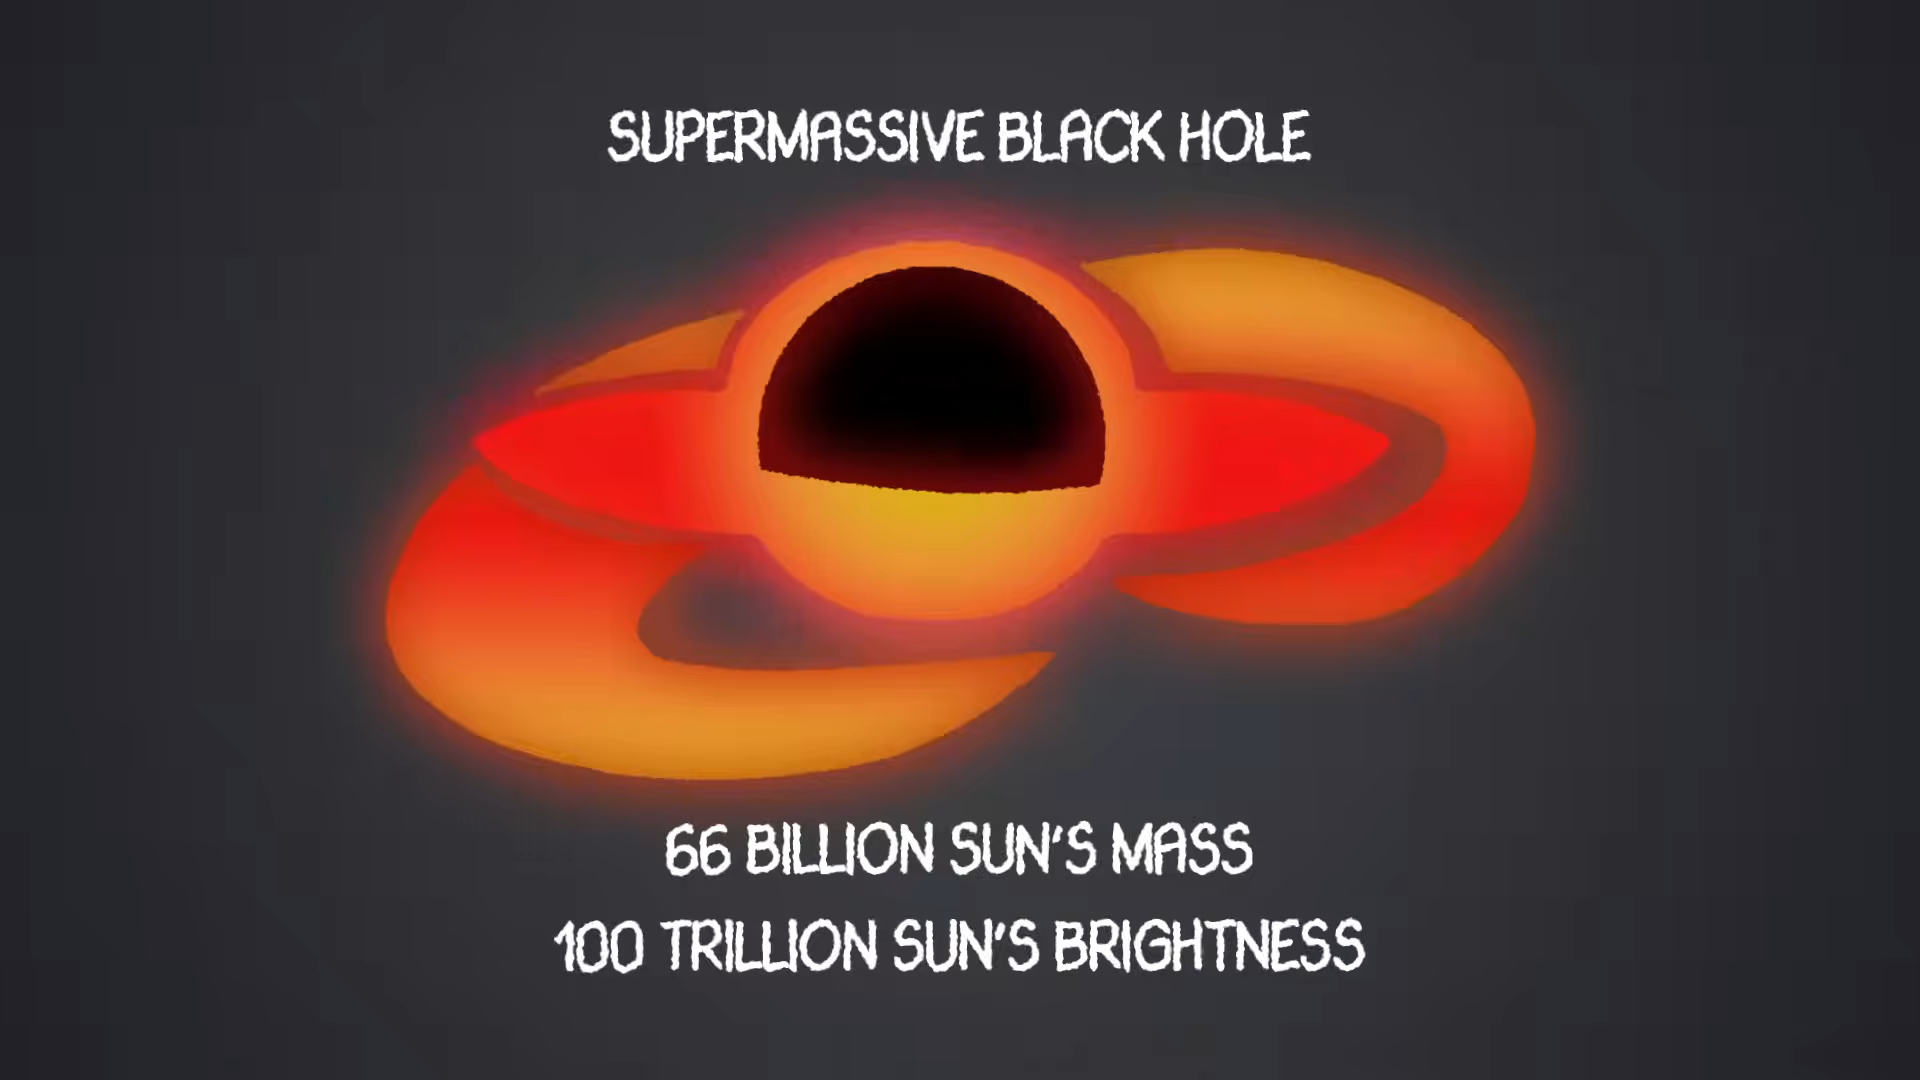 SUPERMASSIVE BLACK HOLE
66 BILLION SUN'S MASS
100 TRILLION SUN'S BRIGHTNESS